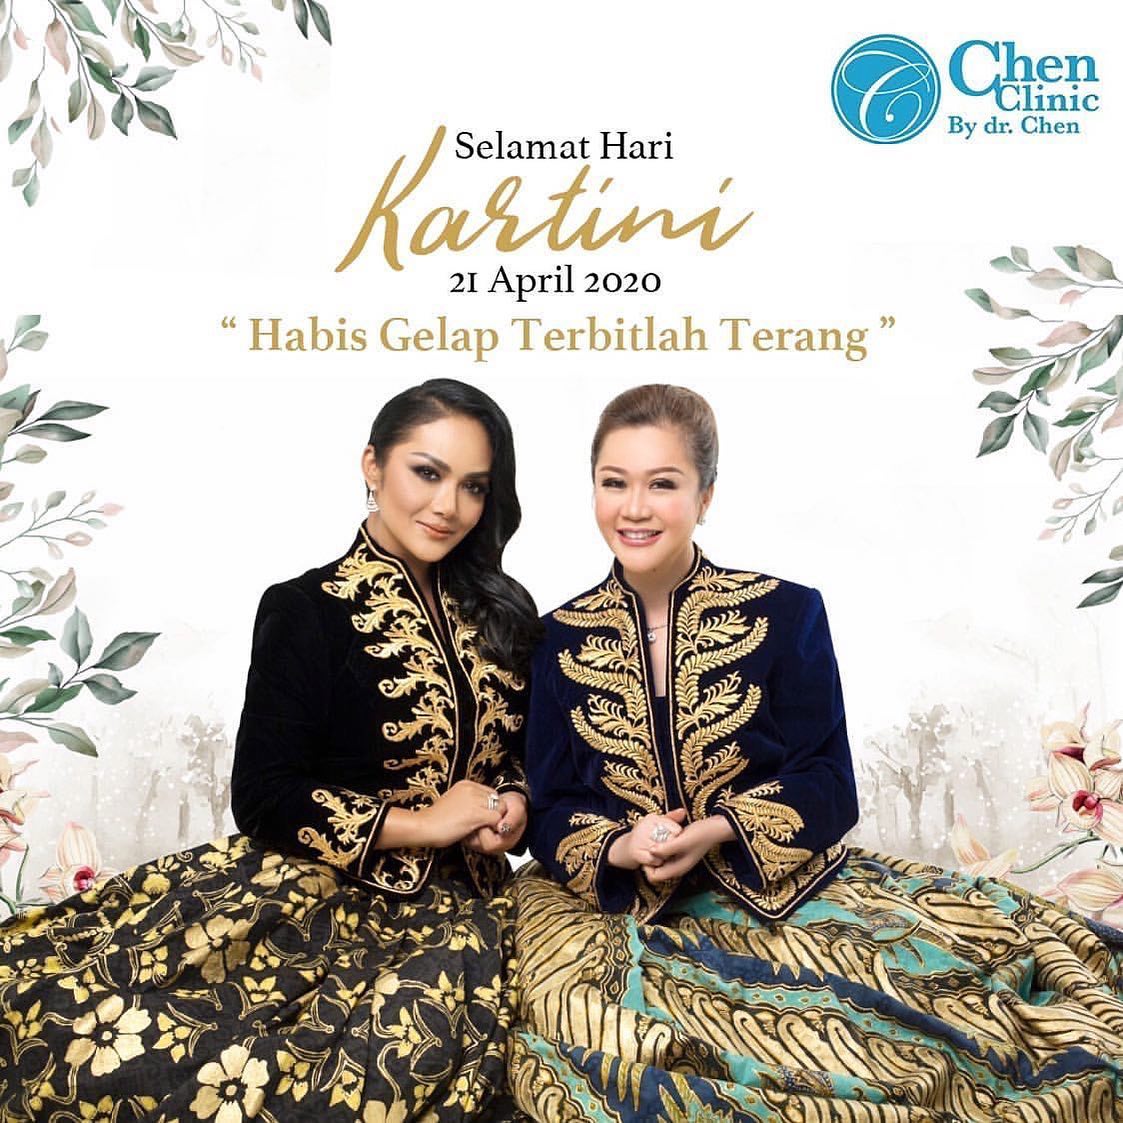 Chen
Clinic
By dr. Chen
Selamat Hari
Kartini
21 April 2020
“ Habis Gelap Terbitlah Terang ”